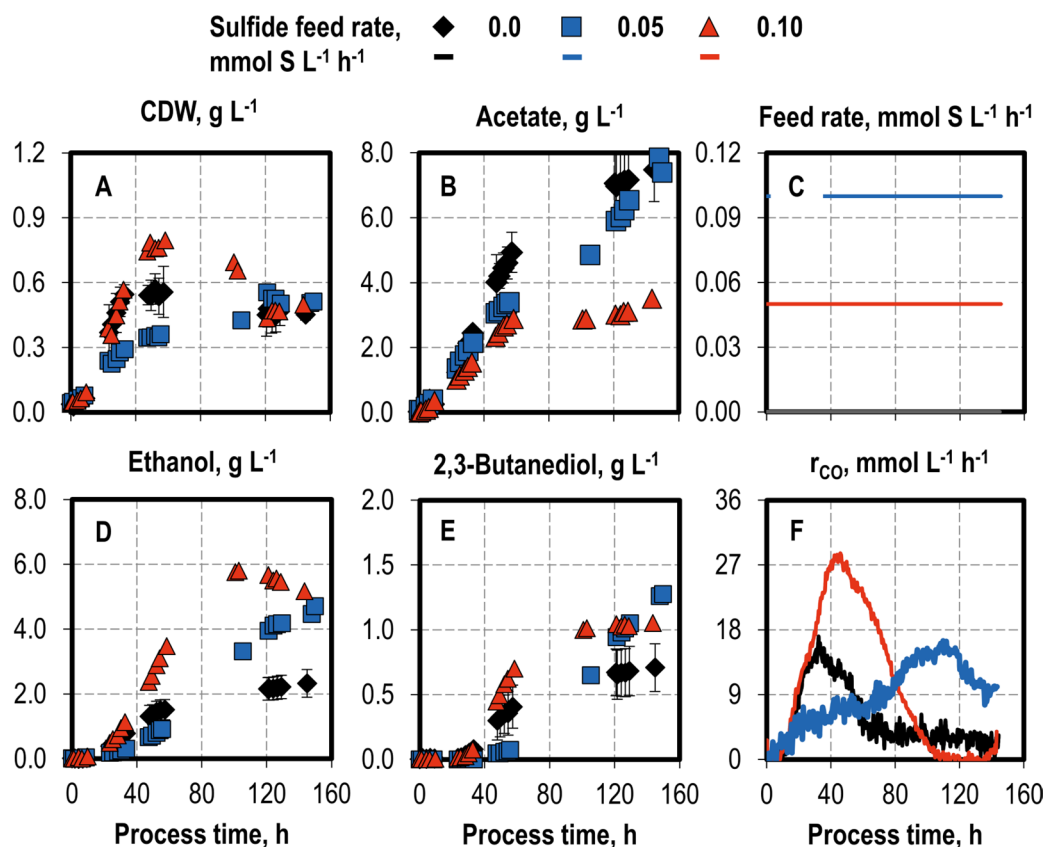 Sulfide feed rate, 0.0 0.05 0.10
mmol S L⁻¹ h⁻¹
CDW, g L⁻¹ Acetate, g L⁻¹ Feed rate, mmol S L⁻¹ h⁻¹
1.2 8.0 0.12
A B C
0.9 6.0 0.09
0.6 4.0 0.06
0.3 2.0 0.03
0.0 0.0 0.00
0 40 80 120 160 0 40 80 120 160 0 40 80 120 160
Ethanol, g L⁻¹ 2,3-Butanediol, g L⁻¹ r_CO, mmol L⁻¹ h⁻¹
8.0 2.0 36
D E F
6.0 1.5 27
4.0 1.0 18
2.0 0.5 9
0.0 0.0 0
0 40 80 120 160 0 40 80 120 160 0 40 80 120 160
Process time, h Process time, h Process time, h